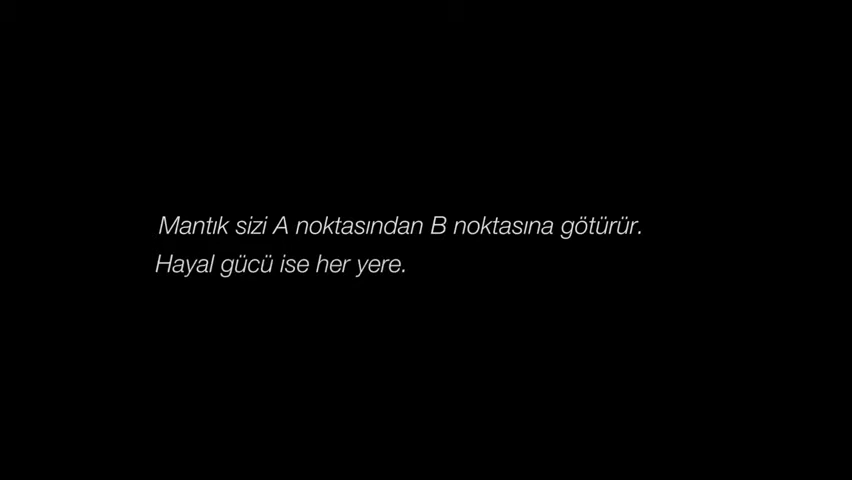 Mantık sizi A noktasından B noktasına götürür.
Hayal gücü ise her yere.